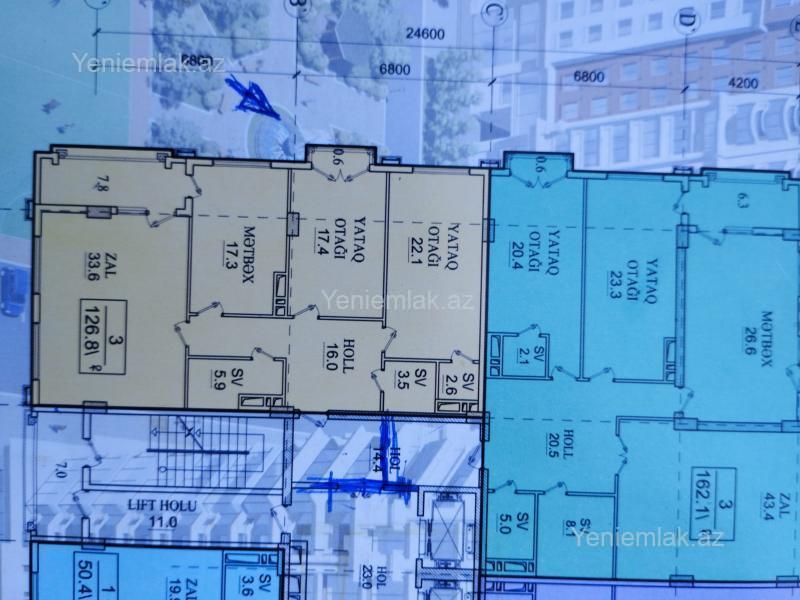 24600
6800
6800
6800
4200
B'
C'
D'
Yeniemlak.az
Yeniemlak.az
0.6
0.6
7.8
6.3
ZAL
33.6
3
126.8
MƏTBƏX
17.3
YATAQ
OTAĞI
17.4
YATAQ
OTAĞI
22.1
YATAQ
OTAĞI
20.4
YATAQ
OTAĞI
23.3
MƏTBƏX
26.6
Yeniemlak.az
HOLL
16.0
SV
5.9
SV
3.5
SV
2.6
SV
2.1
HOLL
20.5
3
162.1
ZAL
43.4
7.0
HOL
14.4
LIFT HOLU
11.0
SV
5.0
SV
8.1
Yeniemlak.az
1
50.4
ZAL
SV
3.6
HOL
23.0